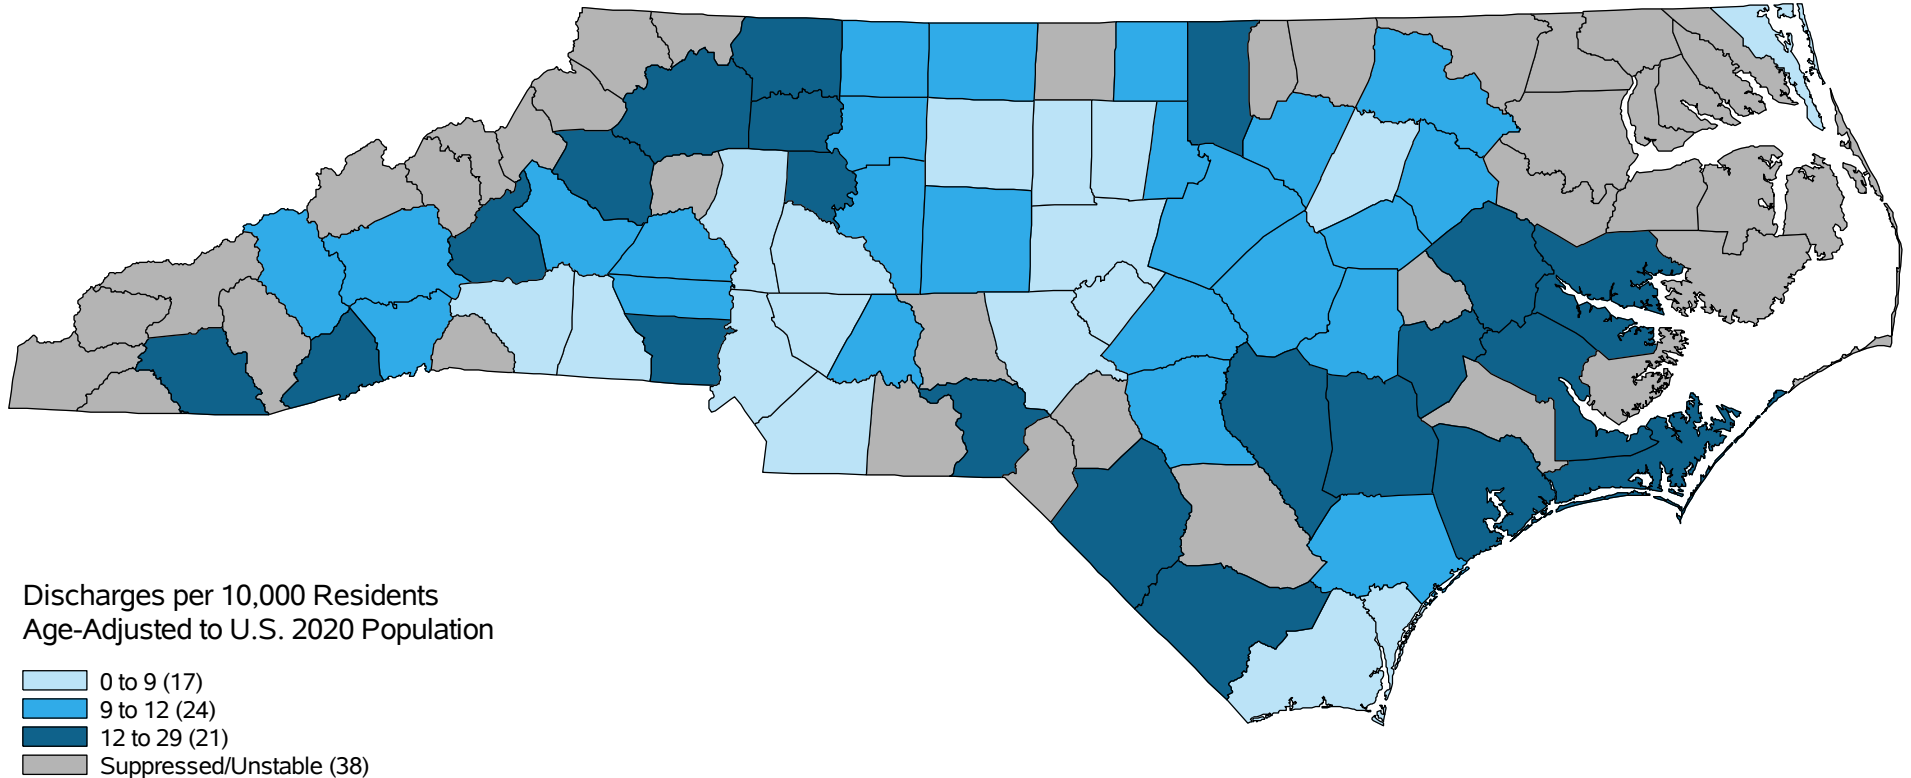 Discharges per 10,000 Residents
Age-Adjusted to U.S. 2020 Population
0 to 9 (17)
9 to 12 (24)
12 to 29 (21)
Suppressed/Unstable (38)